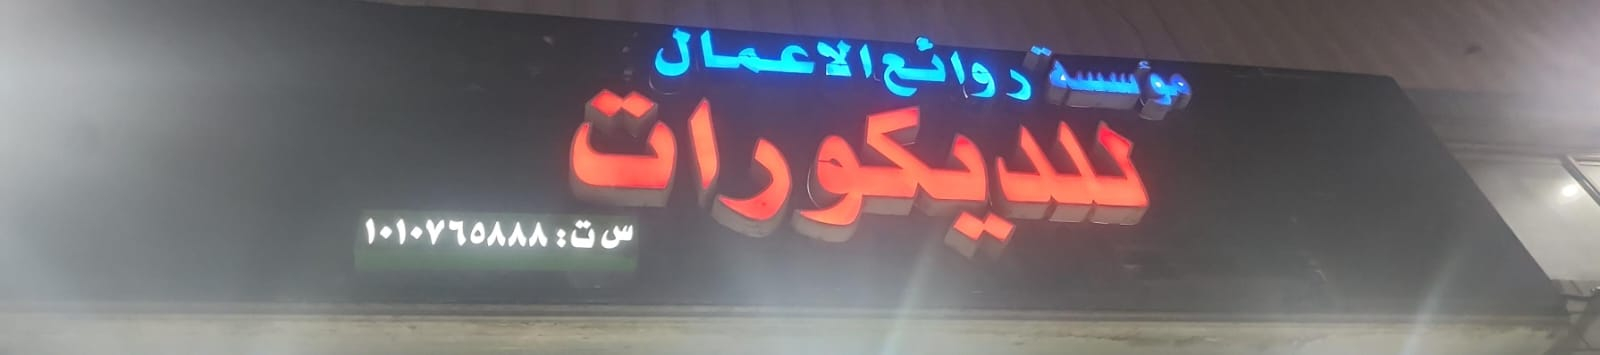 مؤسسة روائع الاعمال
للديكورات
س ت: ١٠١٠٧٦٥٨٨٨